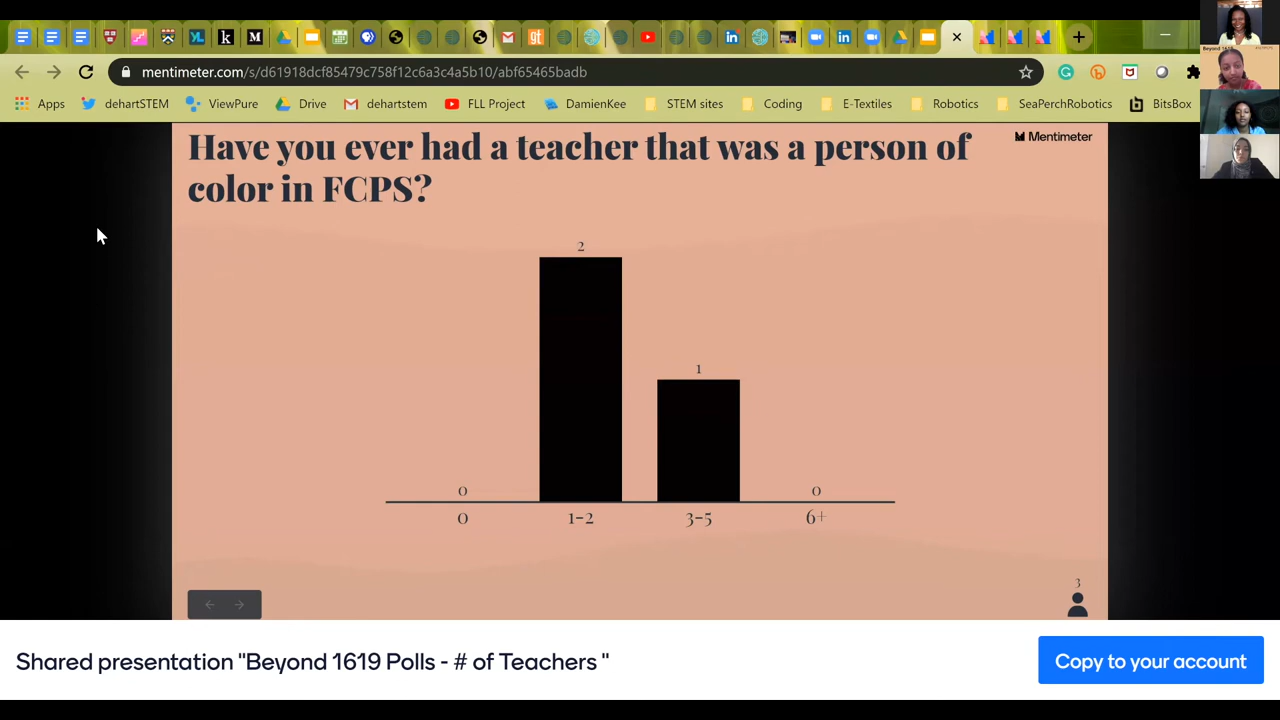 mentimeter.com/s/d61918dcf85479c758f12c6a3c4a5b10/abf65465badb
Apps dehartSTEM ViewPure Drive dehartstem FLL Project DamienKee STEM sites Coding E-Textiles Robotics SeaPerchRobotics BitsBox
Have you ever had a teacher that was a person of
color in FCPS?
Mentimeter
2
1
0 0
0 1-2 3-5 6+
3
Shared presentation "Beyond 1619 Polls - # of Teachers "
Copy to your account